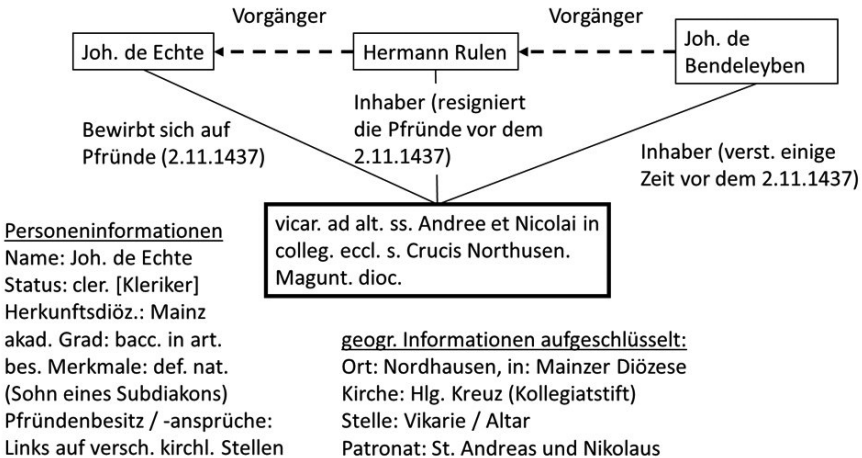 Vorgänger
Vorgänger
Joh. de Echte
Hermann Rulen
Joh. de
Bendeleyben
Bewirbt sich auf
Pfründe (2.11.1437)
Inhaber (resigniert
die Pfründe vor dem
2.11.1437)
Inhaber (verst. einige
Zeit vor dem 2.11.1437)
vicar. ad alt. ss. Andree et Nicolai in
colleg. eccl. s. Crucis Northusen.
Magunt. dioc.
Personeninformationen
Name: Joh. de Echte
Status: cler. [Kleriker]
Herkunftsdiöz.: Mainz
akad. Grad: bacc. in art.
bes. Merkmale: def. nat.
(Sohn eines Subdiakons)
Pfründenbesitz / -ansprüche:
Links auf versch. kirchl. Stellen
geogr. Informationen aufgeschlüsselt:
Ort: Nordhausen, in: Mainzer Diözese
Kirche: Hlg. Kreuz (Kollegiatstift)
Stelle: Vikarie / Altar
Patronat: St. Andreas und Nikolaus